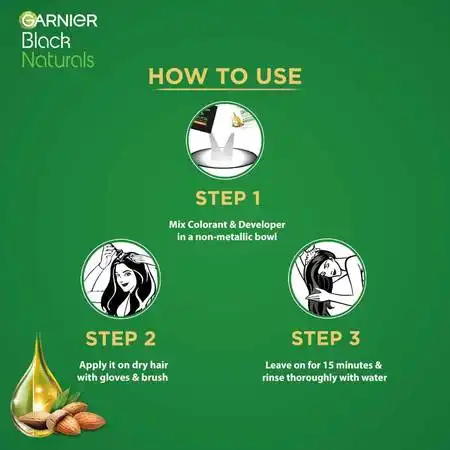 GARNIER
Black
Naturals
HOW TO USE
STEP 1
Mix Colorant & Developer
in a non-metallic bowl
STEP 2
Apply it on dry hair
with gloves & brush
STEP 3
Leave on for 15 minutes &
rinse thoroughly with water